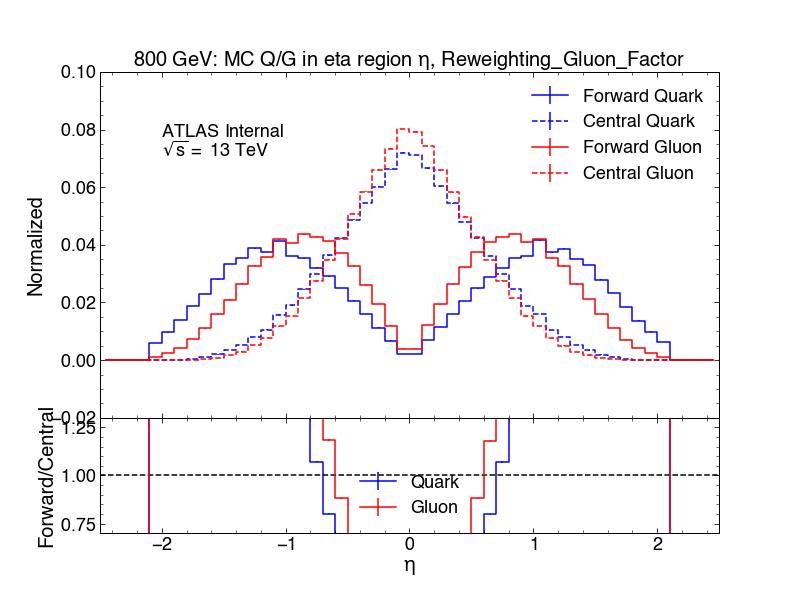 800 GeV: MC Q/G in eta region η, Reweighting_Gluon_Factor
0.10
0.08
0.06
0.04
0.02
0.00
−0.02
Normalized
ATLAS Internal
√s = 13 TeV
Forward Quark
Central Quark
Forward Gluon
Central Gluon
1.25
1.00
0.75
Forward/Central
Quark
Gluon
−2
−1
0
1
2
η